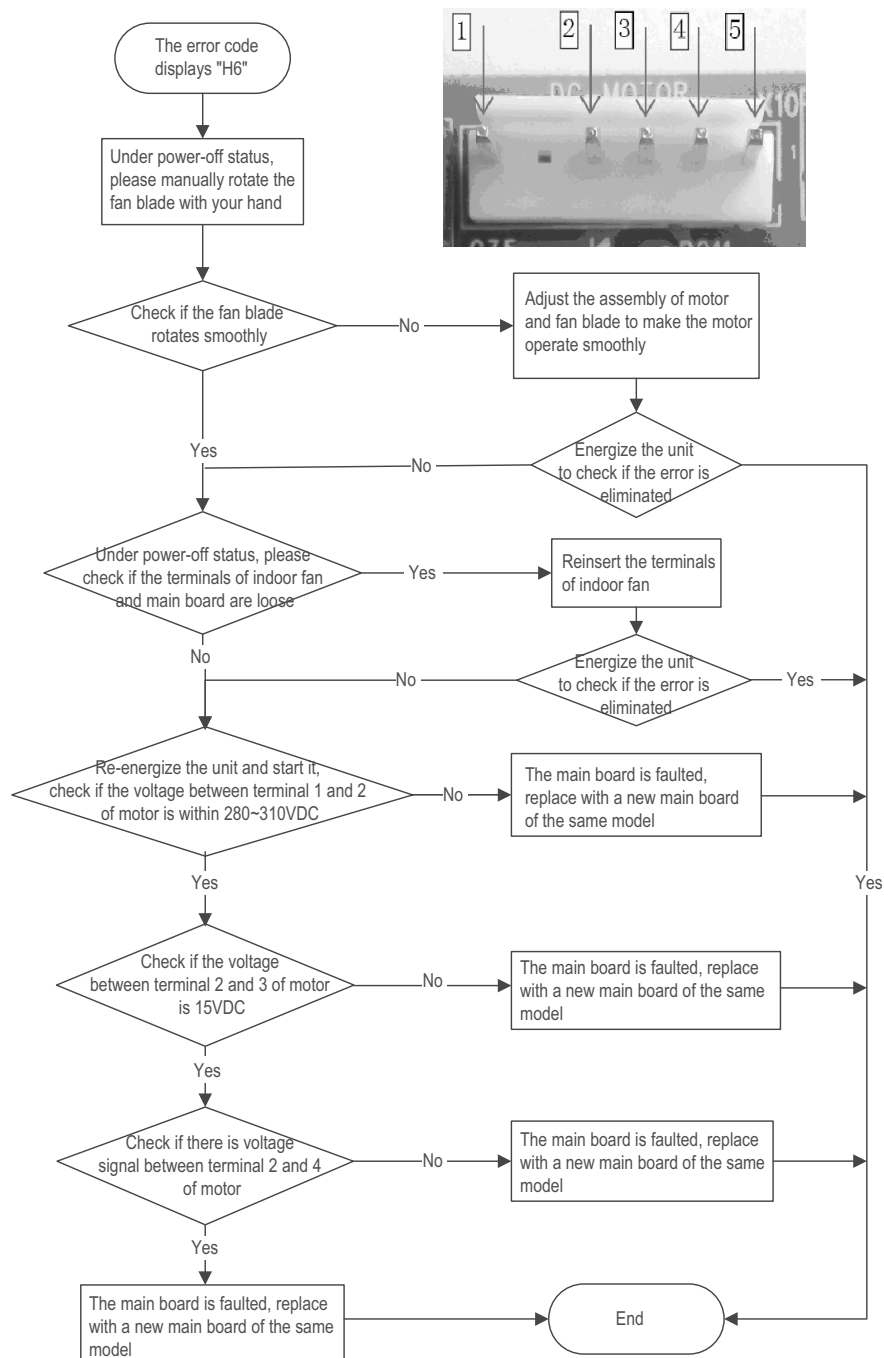 The error code
displays "H6"
1 2 3 4 5
DC MOTOR
Under power-off status,
please manually rotate the
fan blade with your hand
Check if the fan blade
rotates smoothly
No
Adjust the assembly of motor
and fan blade to make the motor
operate smoothly
Yes
No
Energize the unit
to check if the error is
eliminated
Under power-off status, please
check if the terminals of indoor fan
and main board are loose
Yes
Reinsert the terminals
of indoor fan
No
No
Energize the unit
to check if the error is
eliminated
Yes
Re-energize the unit and start it,
check if the voltage between terminal 1 and 2
of motor is within 280~310VDC
No
The main board is faulted,
replace with a new main board
of the same model
Yes
Yes
Check if the voltage
between terminal 2 and 3 of motor
is 15VDC
No
The main board is faulted, replace
with a new main board of the same
model
Yes
Check if there is voltage
signal between terminal 2 and 4
of motor
No
The main board is faulted, replace
with a new main board of the same
model
Yes
The main board is faulted, replace
with a new main board of the same
model
End